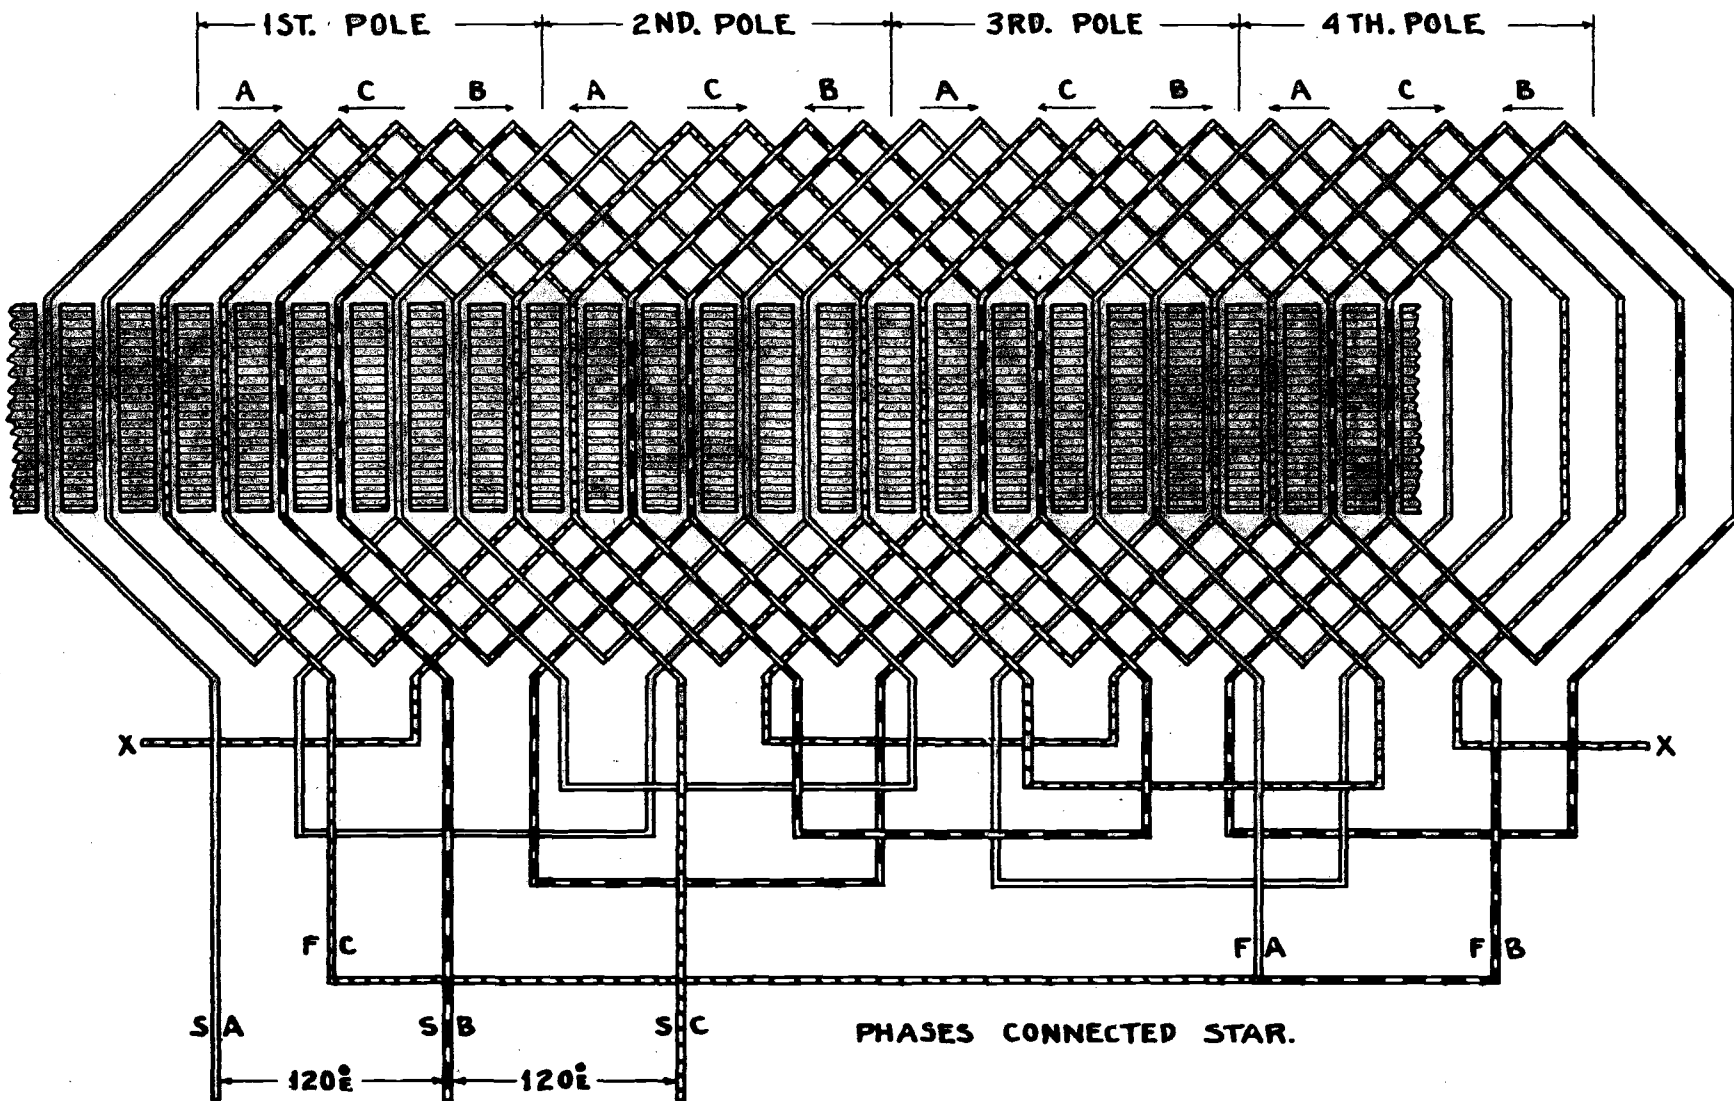 1ST. POLE 2ND. POLE 3RD. POLE 4TH. POLE
A C B A C B A C B A C B
X X
F C F A F B
S A S B S C PHASES CONNECTED STAR.
120°E 120°E